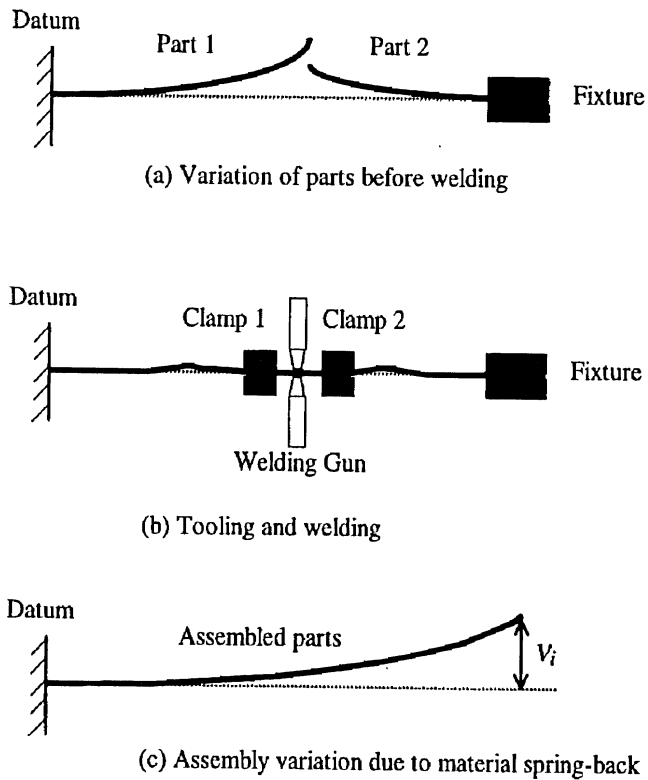 Datum
Part 1
Part 2
Fixture
(a) Variation of parts before welding
Datum
Clamp 1
Clamp 2
Fixture
Welding Gun
(b) Tooling and welding
Datum
Assembled parts
Vi
(c) Assembly variation due to material spring-back